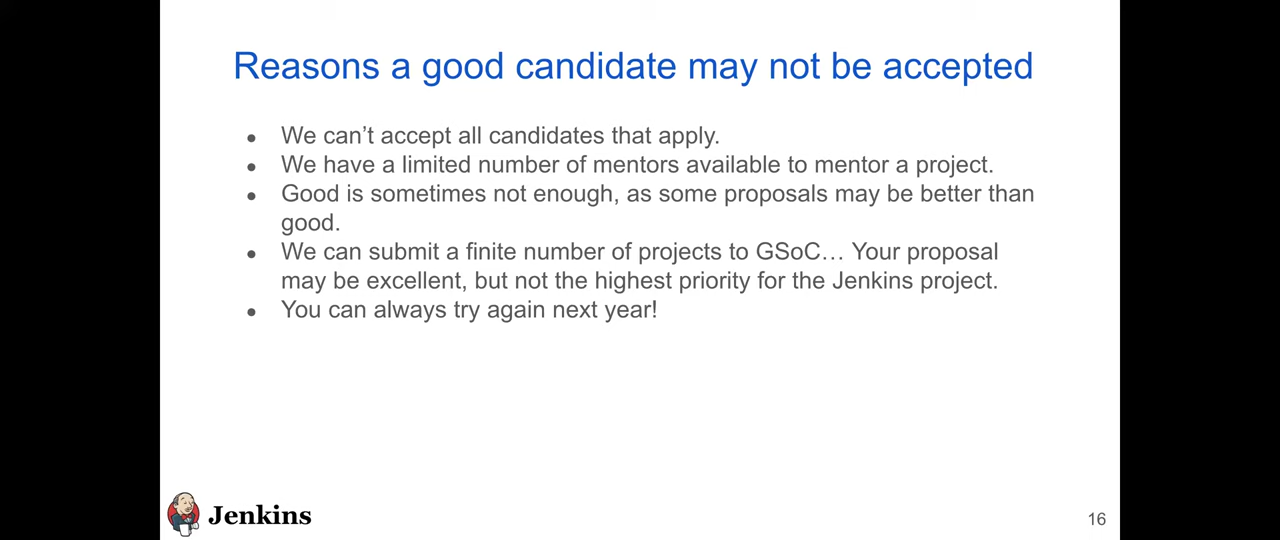 Reasons a good candidate may not be accepted
● We can’t accept all candidates that apply.
● We have a limited number of mentors available to mentor a project.
● Good is sometimes not enough, as some proposals may be better than
good.
● We can submit a finite number of projects to GSoC… Your proposal
may be excellent, but not the highest priority for the Jenkins project.
● You can always try again next year!
Jenkins
16